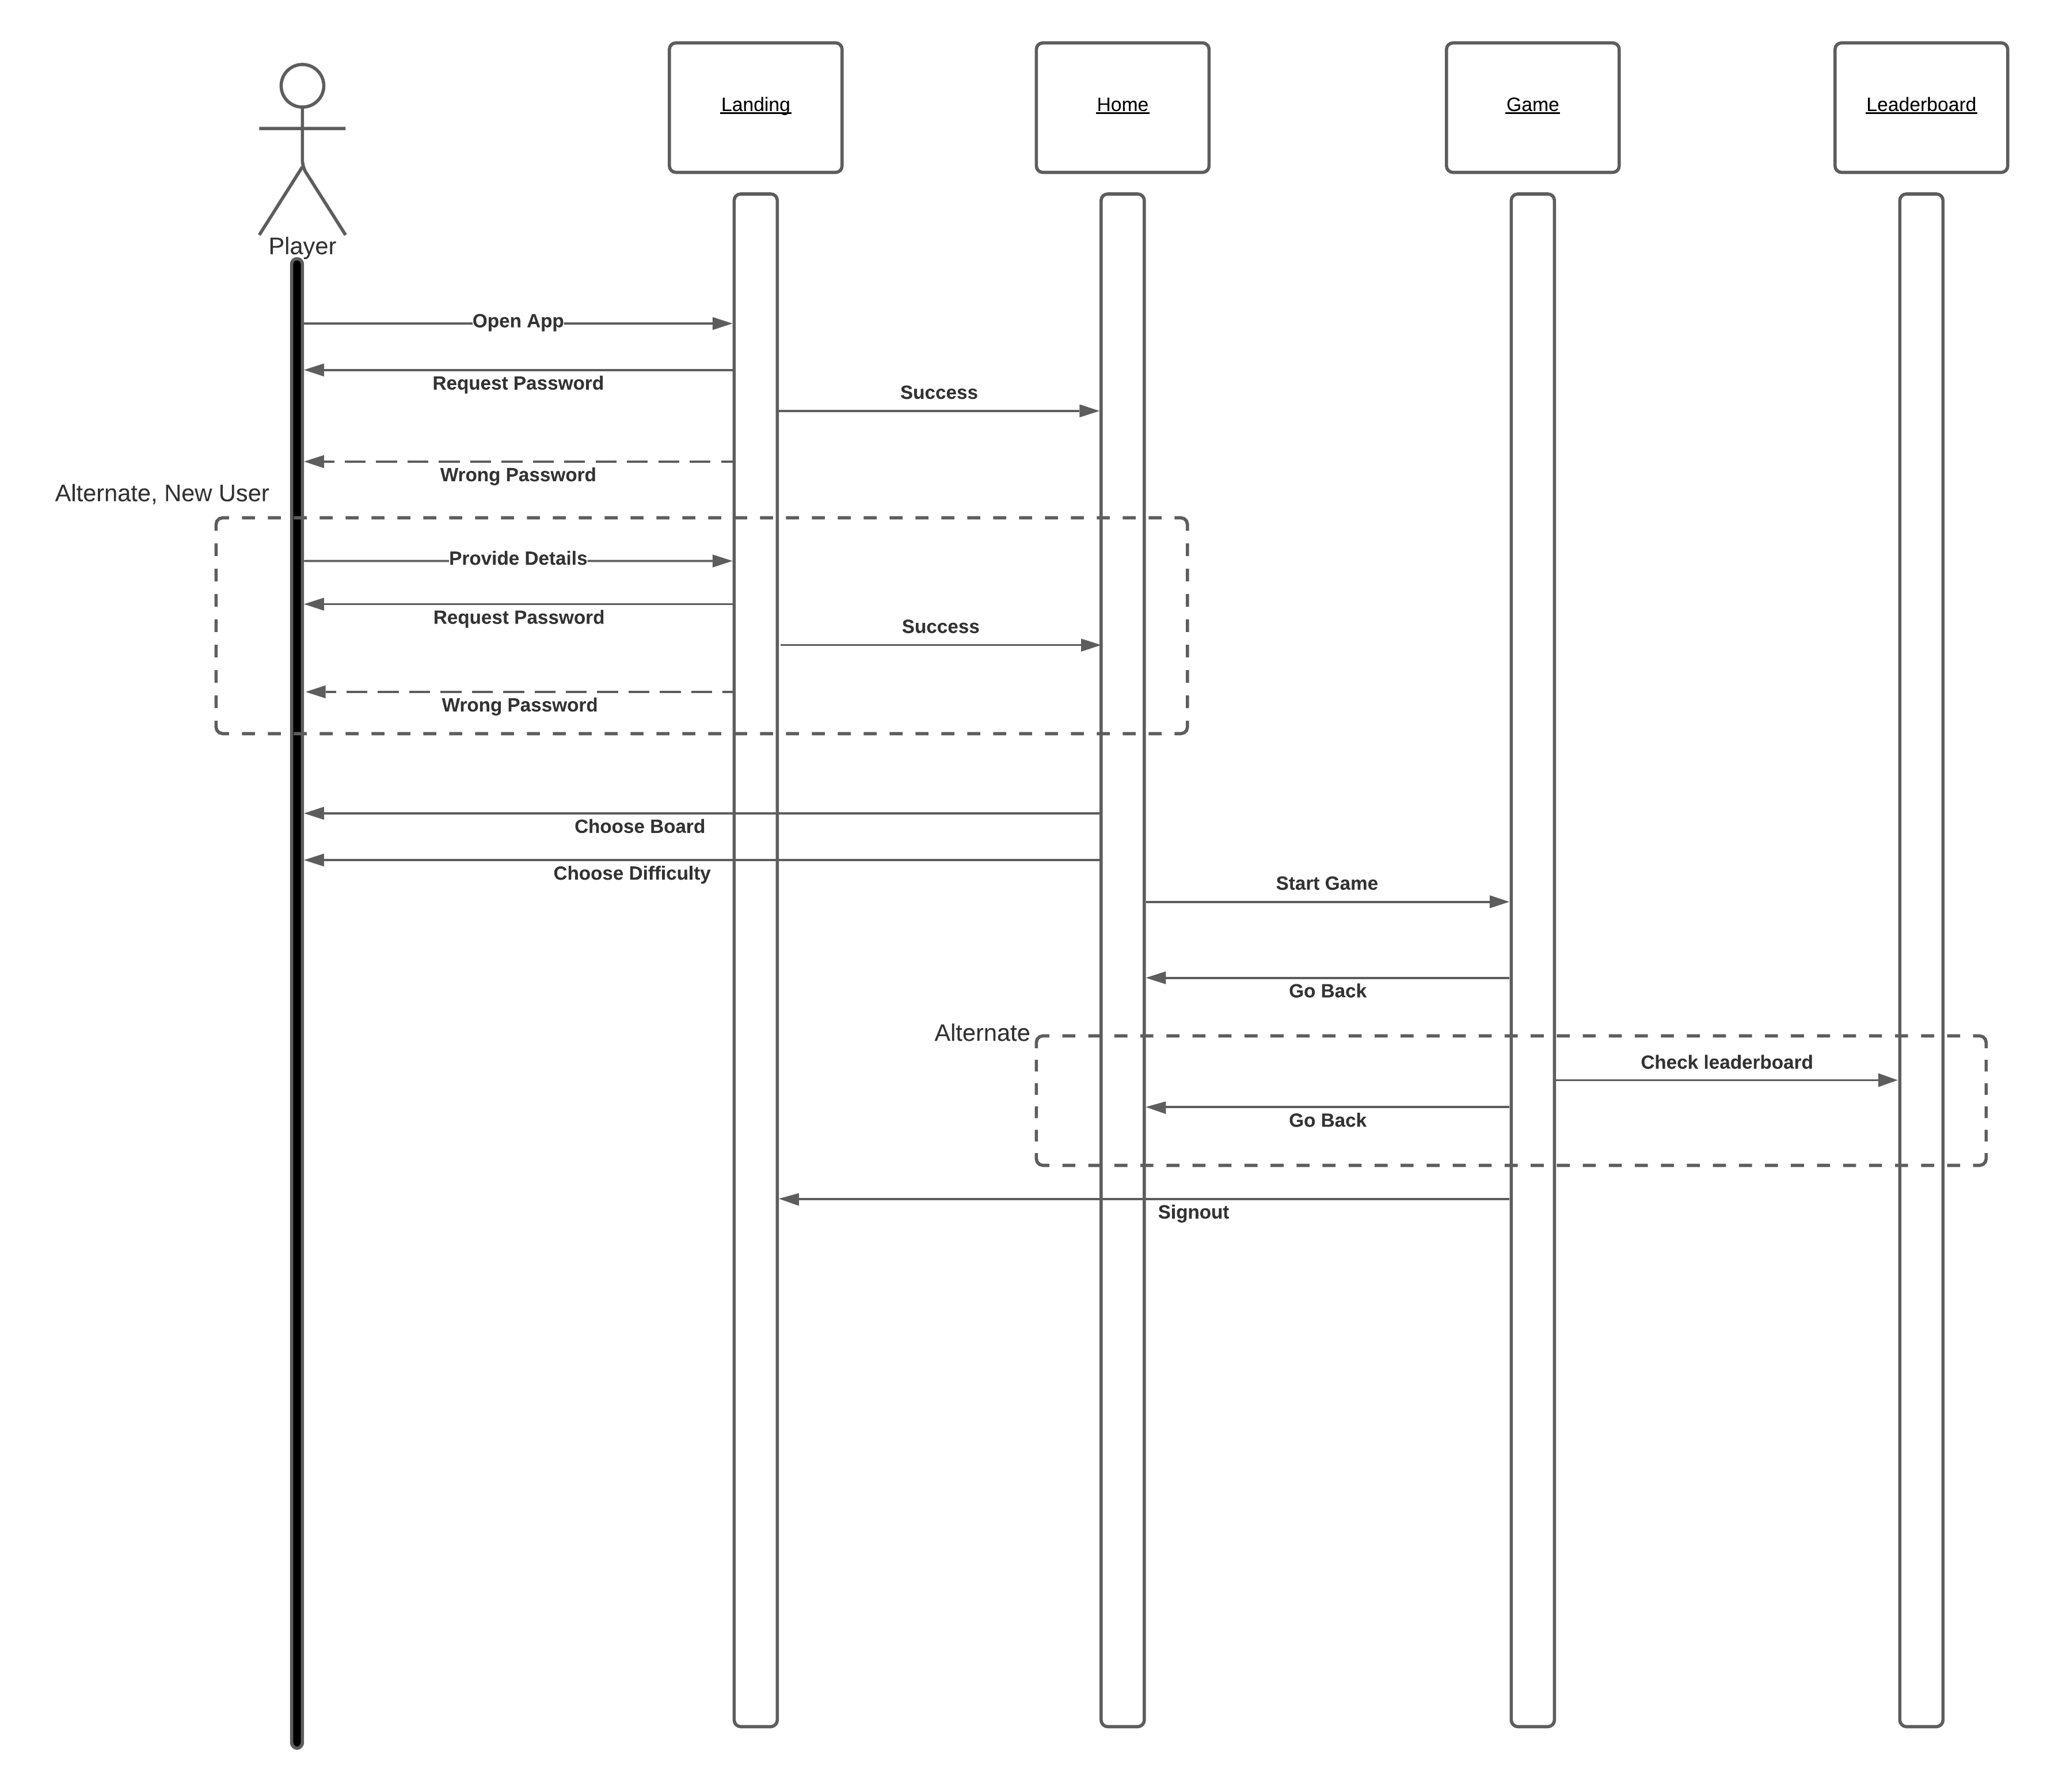 Landing
Home
Game
Leaderboard
Player
Open App
Request Password
Success
Wrong Password
Alternate, New User
Provide Details
Request Password
Success
Wrong Password
Choose Board
Choose Difficulty
Start Game
Go Back
Alternate
Check leaderboard
Go Back
Signout